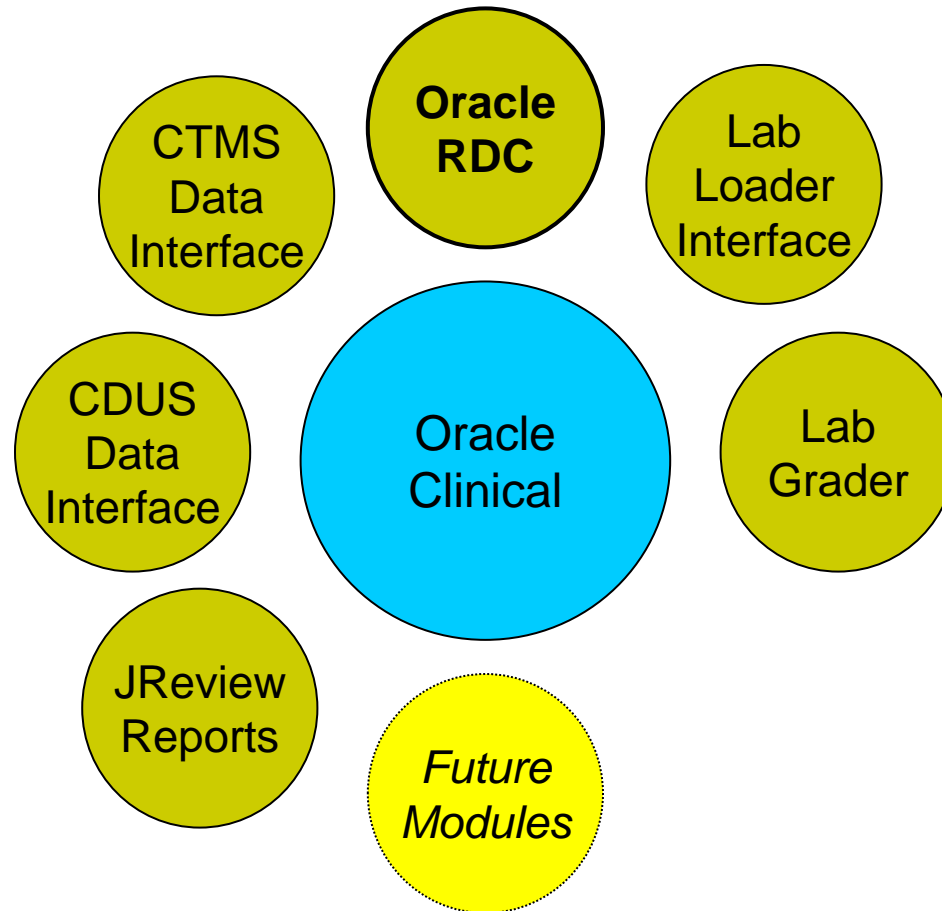 Oracle
RDC
CTMS
Data
Interface
Lab
Loader
Interface
CDUS
Data
Interface
Oracle
Clinical
Lab
Grader
JReview
Reports
Future
Modules